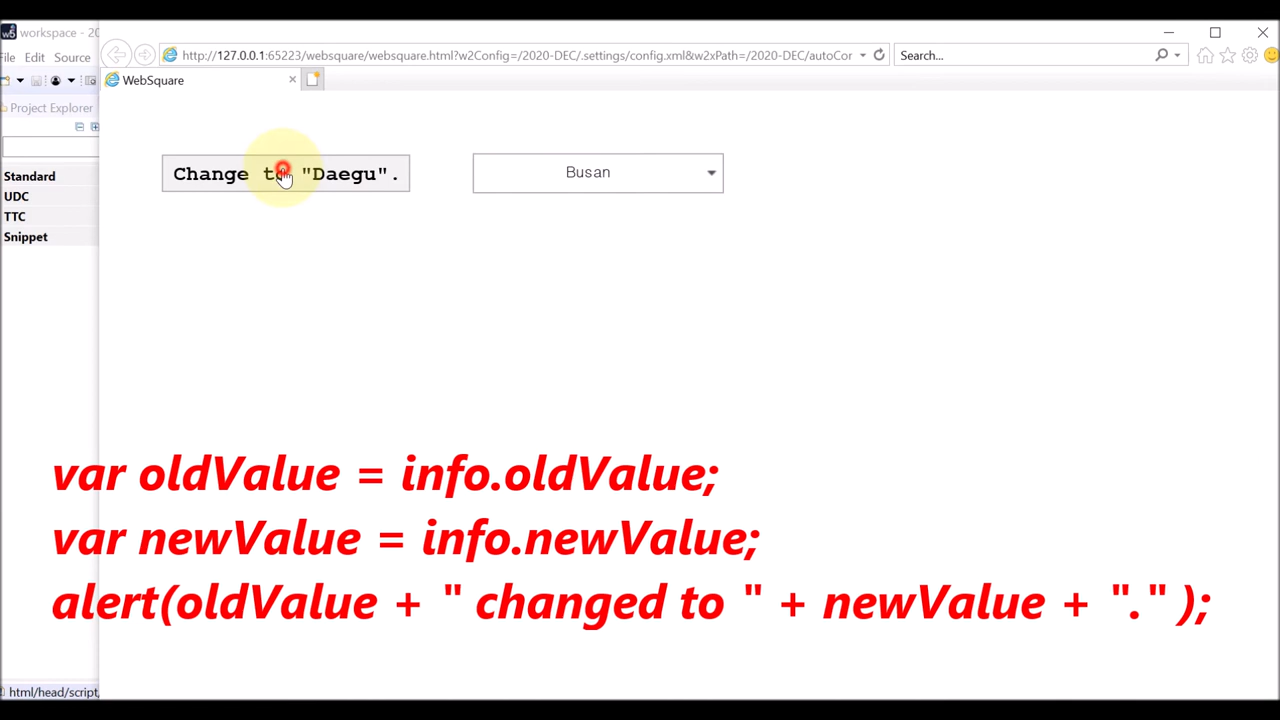 workspace - 20
File Edit Source
http://127.0.0.1:65223/websquare/websquare.html?w2Config=/2020-DEC/.settings/config.xml&w2xPath=/2020-DEC/autoCor
Search...
WebSquare
Project Explorer
Standard
UDC
TTC
Snippet
Change to "Daegu".
Busan
var oldValue = info.oldValue;
var newValue = info.newValue;
alert(oldValue + " changed to " + newValue + "." );
html/head/script,